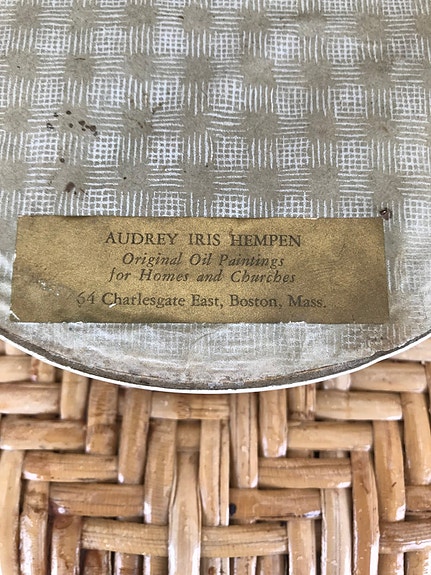 AUDREY IRIS HEMPEN
Original Oil Paintings
for Homes and Churches
64 Charlesgate East, Boston, Mass.